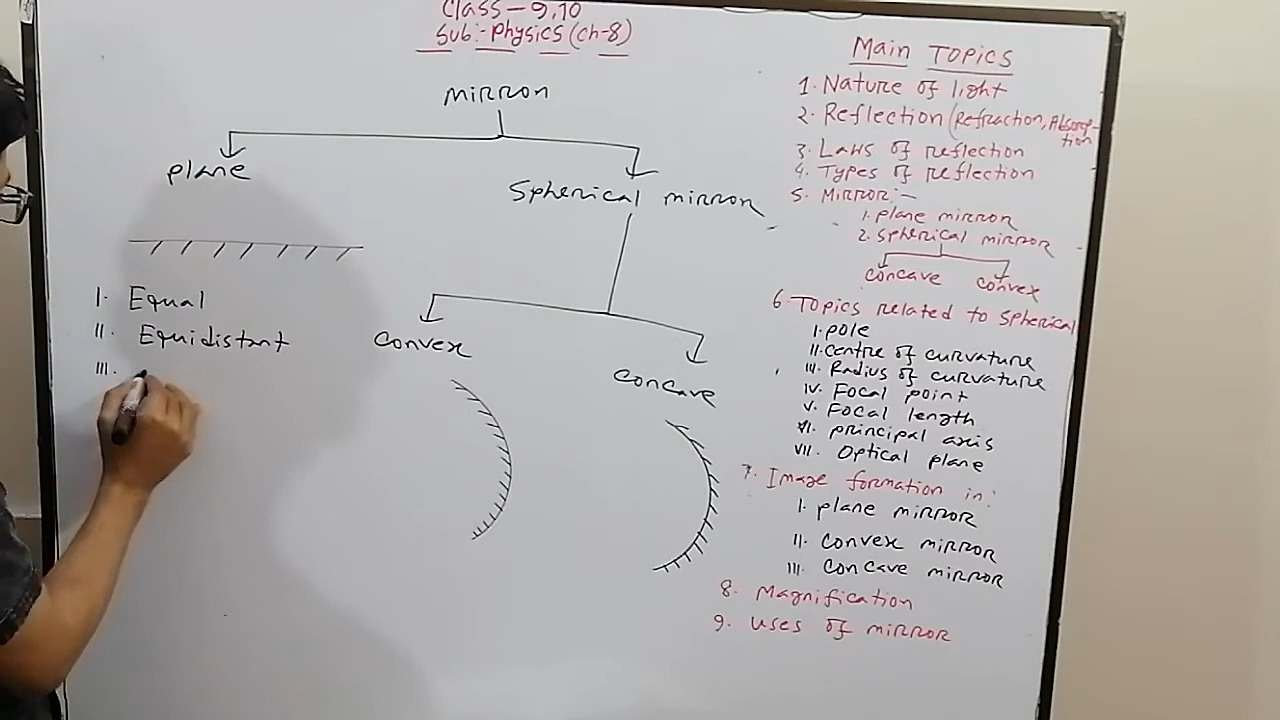 Class-9,10
Sub:-Physics(ch-8)
Mirror
plane
Spherical mirror
I. Equal
II. Equidistant
III.
Convex
Concave
Main Topics
1. Nature of light
2. Reflection (Refraction, Absorp-
tion
3. Laws of reflection
4. Types of reflection
5. Mirror:-
1. plane mirror
2. Spherical mirror
Concave convex
6. Topics related to Spherical
I. pole
II. Centre of curvature
III. Radius of curvature
IV. Focal point
V. Focal length
VI. principal axis
VII. Optical plane
7. Image formation in:
I. plane mirror
II. Convex mirror
III. Concave mirror
8. Magnification
9. Uses of mirror